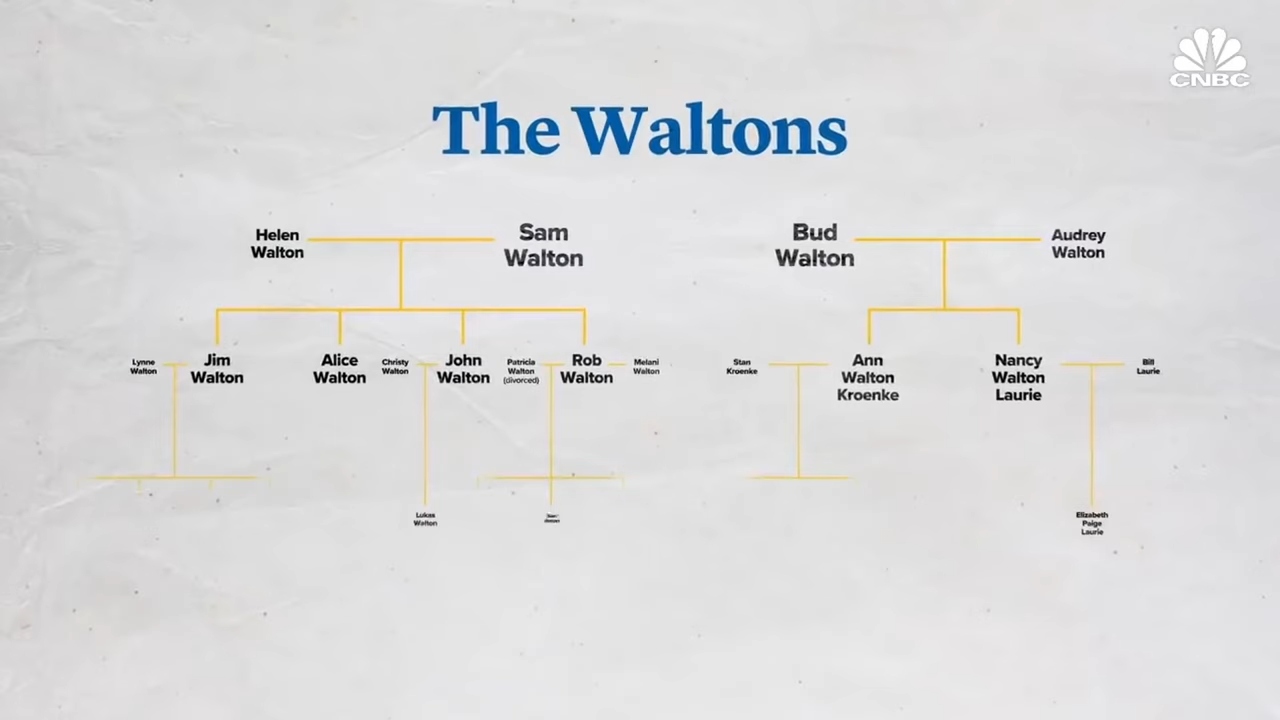 CNBC
The Waltons
Helen
Walton
Sam
Walton
Bud
Walton
Audrey
Walton
Lynne
Walton
Jim
Walton
Alice
Walton
Christy
Walton
John
Walton
Patricia
Walton
(divorced)
Rob
Walton
Melani
Walton
Stan
Kroenke
Ann
Walton
Kroenke
Nancy
Walton
Laurie
Bill
Laurie
Lukas
Walton
Elizabeth
Paige
Laurie